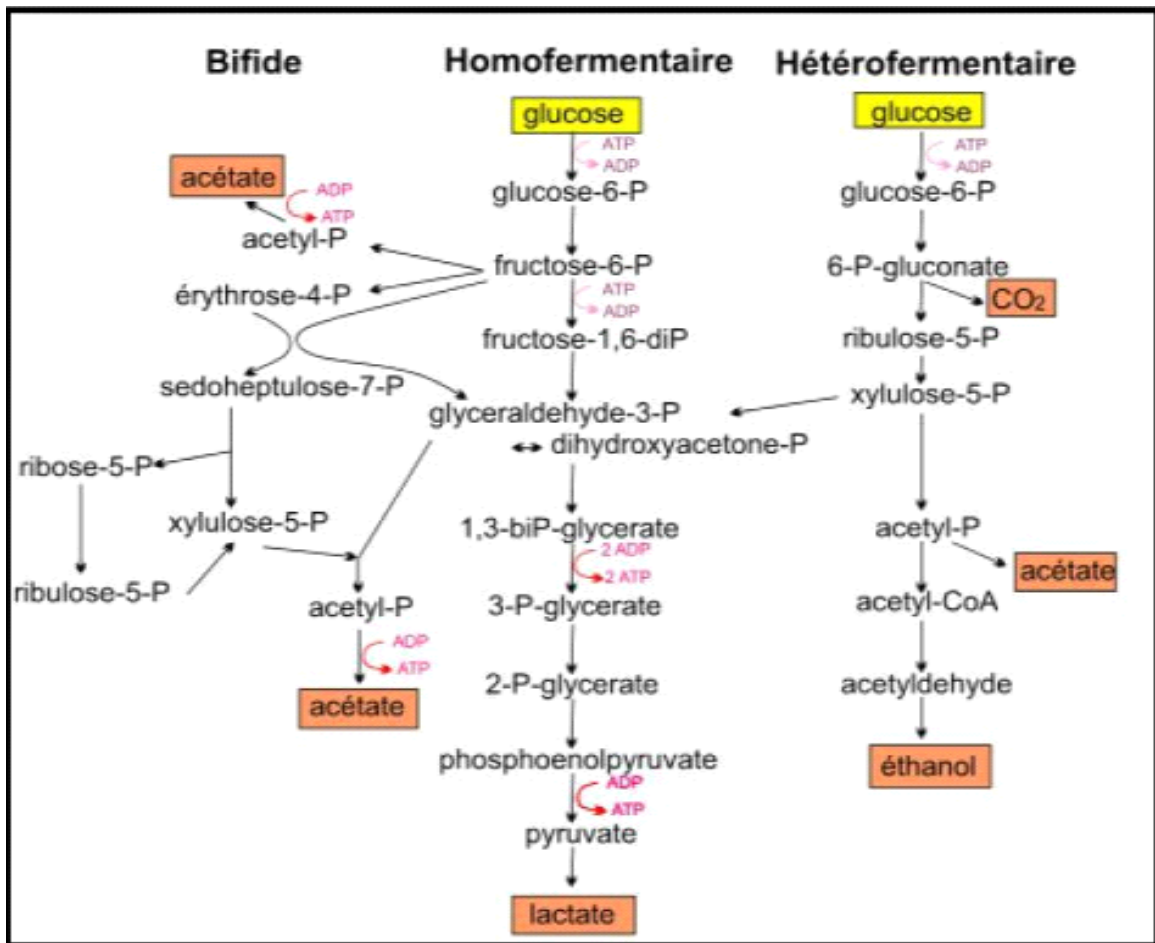 Bifide
Homofermentaire
Hétérofermentaire
glucose
glucose
ATP
ADP
ATP
ADP
acétate
ADP
ATP
glucose-6-P
glucose-6-P
acetyl-P
fructose-6-P
6-P-gluconate
érythrose-4-P
ATP
ADP
CO₂
fructose-1,6-diP
ribulose-5-P
sedoheptulose-7-P
xylulose-5-P
glyceraldehyde-3-P
dihydroxyacetone-P
ribose-5-P
xylulose-5-P
1,3-biP-glycerate
acetyl-P
2 ADP
2 ATP
acétate
ribulose-5-P
acetyl-P
3-P-glycerate
acetyl-CoA
ADP
ATP
2-P-glycerate
acetyldehyde
acétate
phosphoenolpyruvate
éthanol
ADP
ATP
pyruvate
lactate